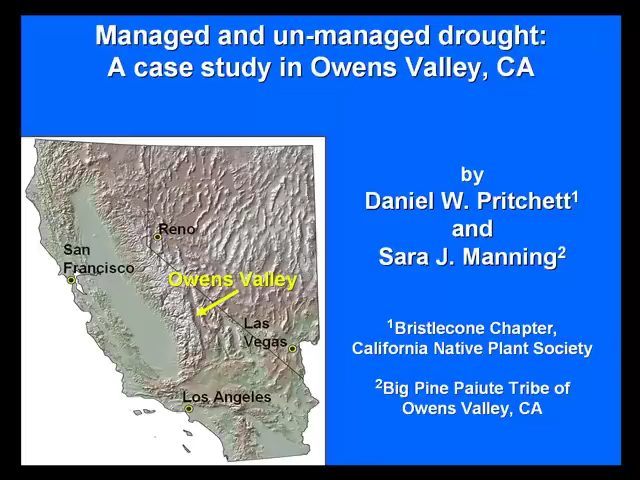 Managed and un-managed drought:
A case study in Owens Valley, CA
by
Daniel W. Pritchett1
and
Sara J. Manning2
1Bristlecone Chapter,
California Native Plant Society
2Big Pine Paiute Tribe of
Owens Valley, CA
Reno
San
Francisco
Owens Valley
Las
Vegas
Los Angeles